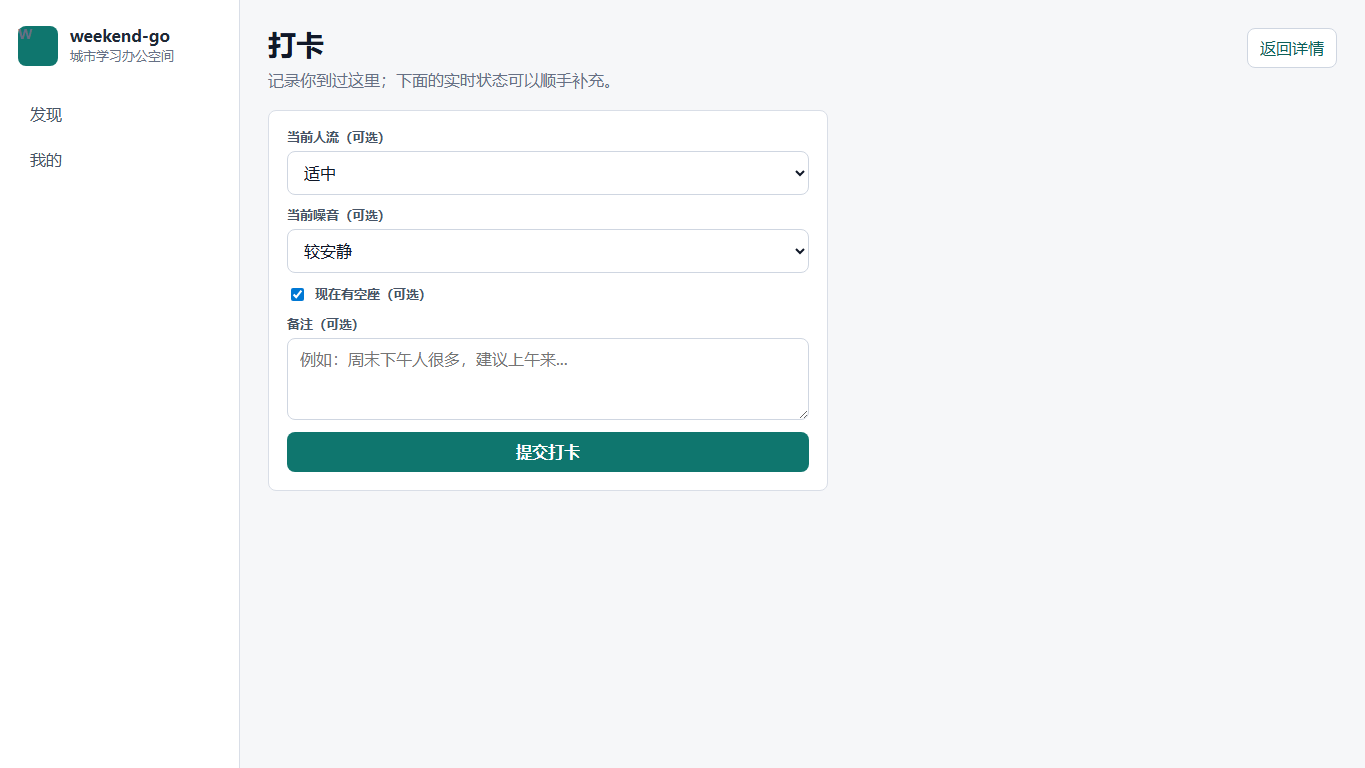 W
weekend-go
城市学习办公空间
发现
我的
打卡
记录你到过这里；下面的实时状态可以顺手补充。
返回详情
当前人流（可选）
适中
当前噪音（可选）
较安静
现在有空座（可选）
备注（可选）
例如：周末下午人很多，建议上午来...
提交打卡